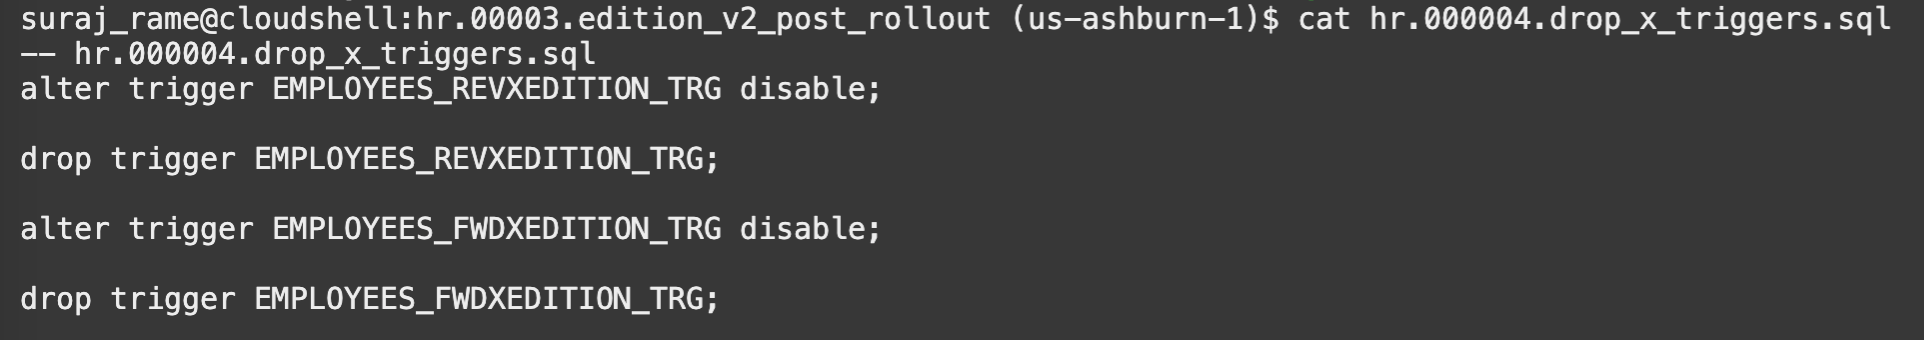 suraj_rame@cloudshell:hr.00003.edition_v2_post_rollout (us-ashburn-1)$ cat hr.000004.drop_x_triggers.sql
-- hr.000004.drop_x_triggers.sql
alter trigger EMPLOYEES_REVXEDITION_TRG disable;
drop trigger EMPLOYEES_REVXEDITION_TRG;
alter trigger EMPLOYEES_FWDXEDITION_TRG disable;
drop trigger EMPLOYEES_FWDXEDITION_TRG;